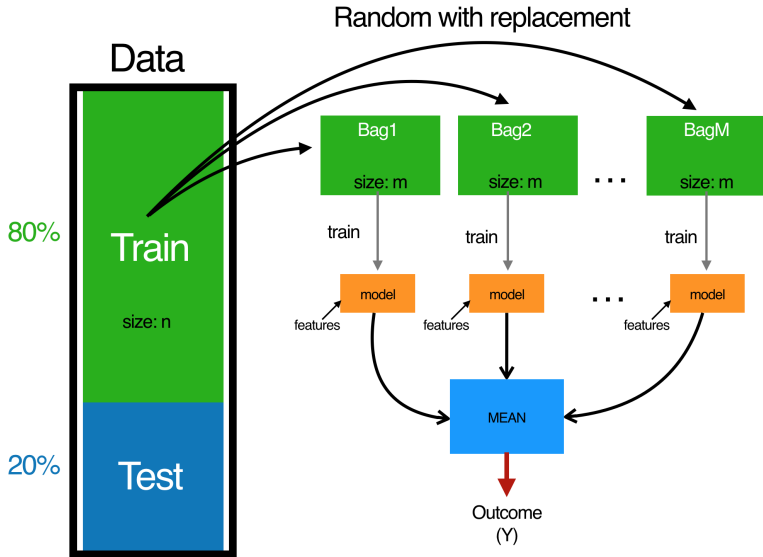 Random with replacement
Data
80%
Train
size: n
20%
Test
Bag1
size: m
Bag2
size: m
...
BagM
size: m
train
train
train
model
features
model
features
...
model
features
MEAN
Outcome
(Y)